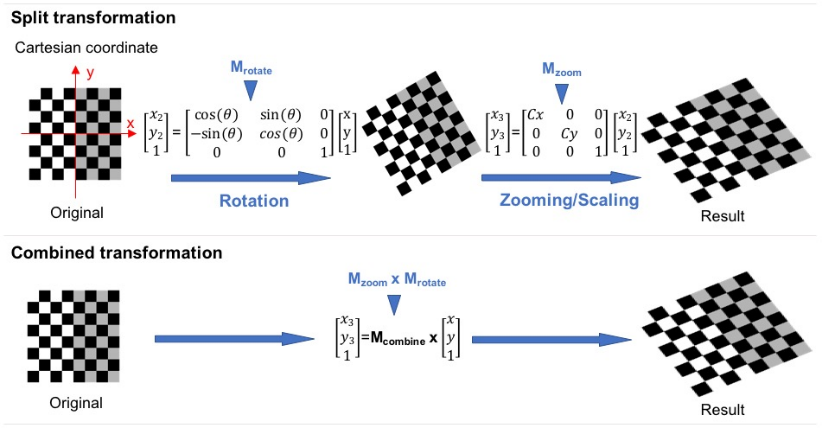 Split transformation
Cartesian coordinate
y
x
Original
M_rotate
[x₂ y₂ 1] = [cos(θ) sin(θ) 0; −sin(θ) cos(θ) 0; 0 0 1] [x y 1]
Rotation
M_zoom
[x₃ y₃ 1] = [Cx 0 0; 0 Cy 0; 0 0 1] [x₂ y₂ 1]
Zooming/Scaling
Result
Combined transformation
Original
M_zoom x M_rotate
[x₃ y₃ 1] = M_combine x [x y 1]
Result